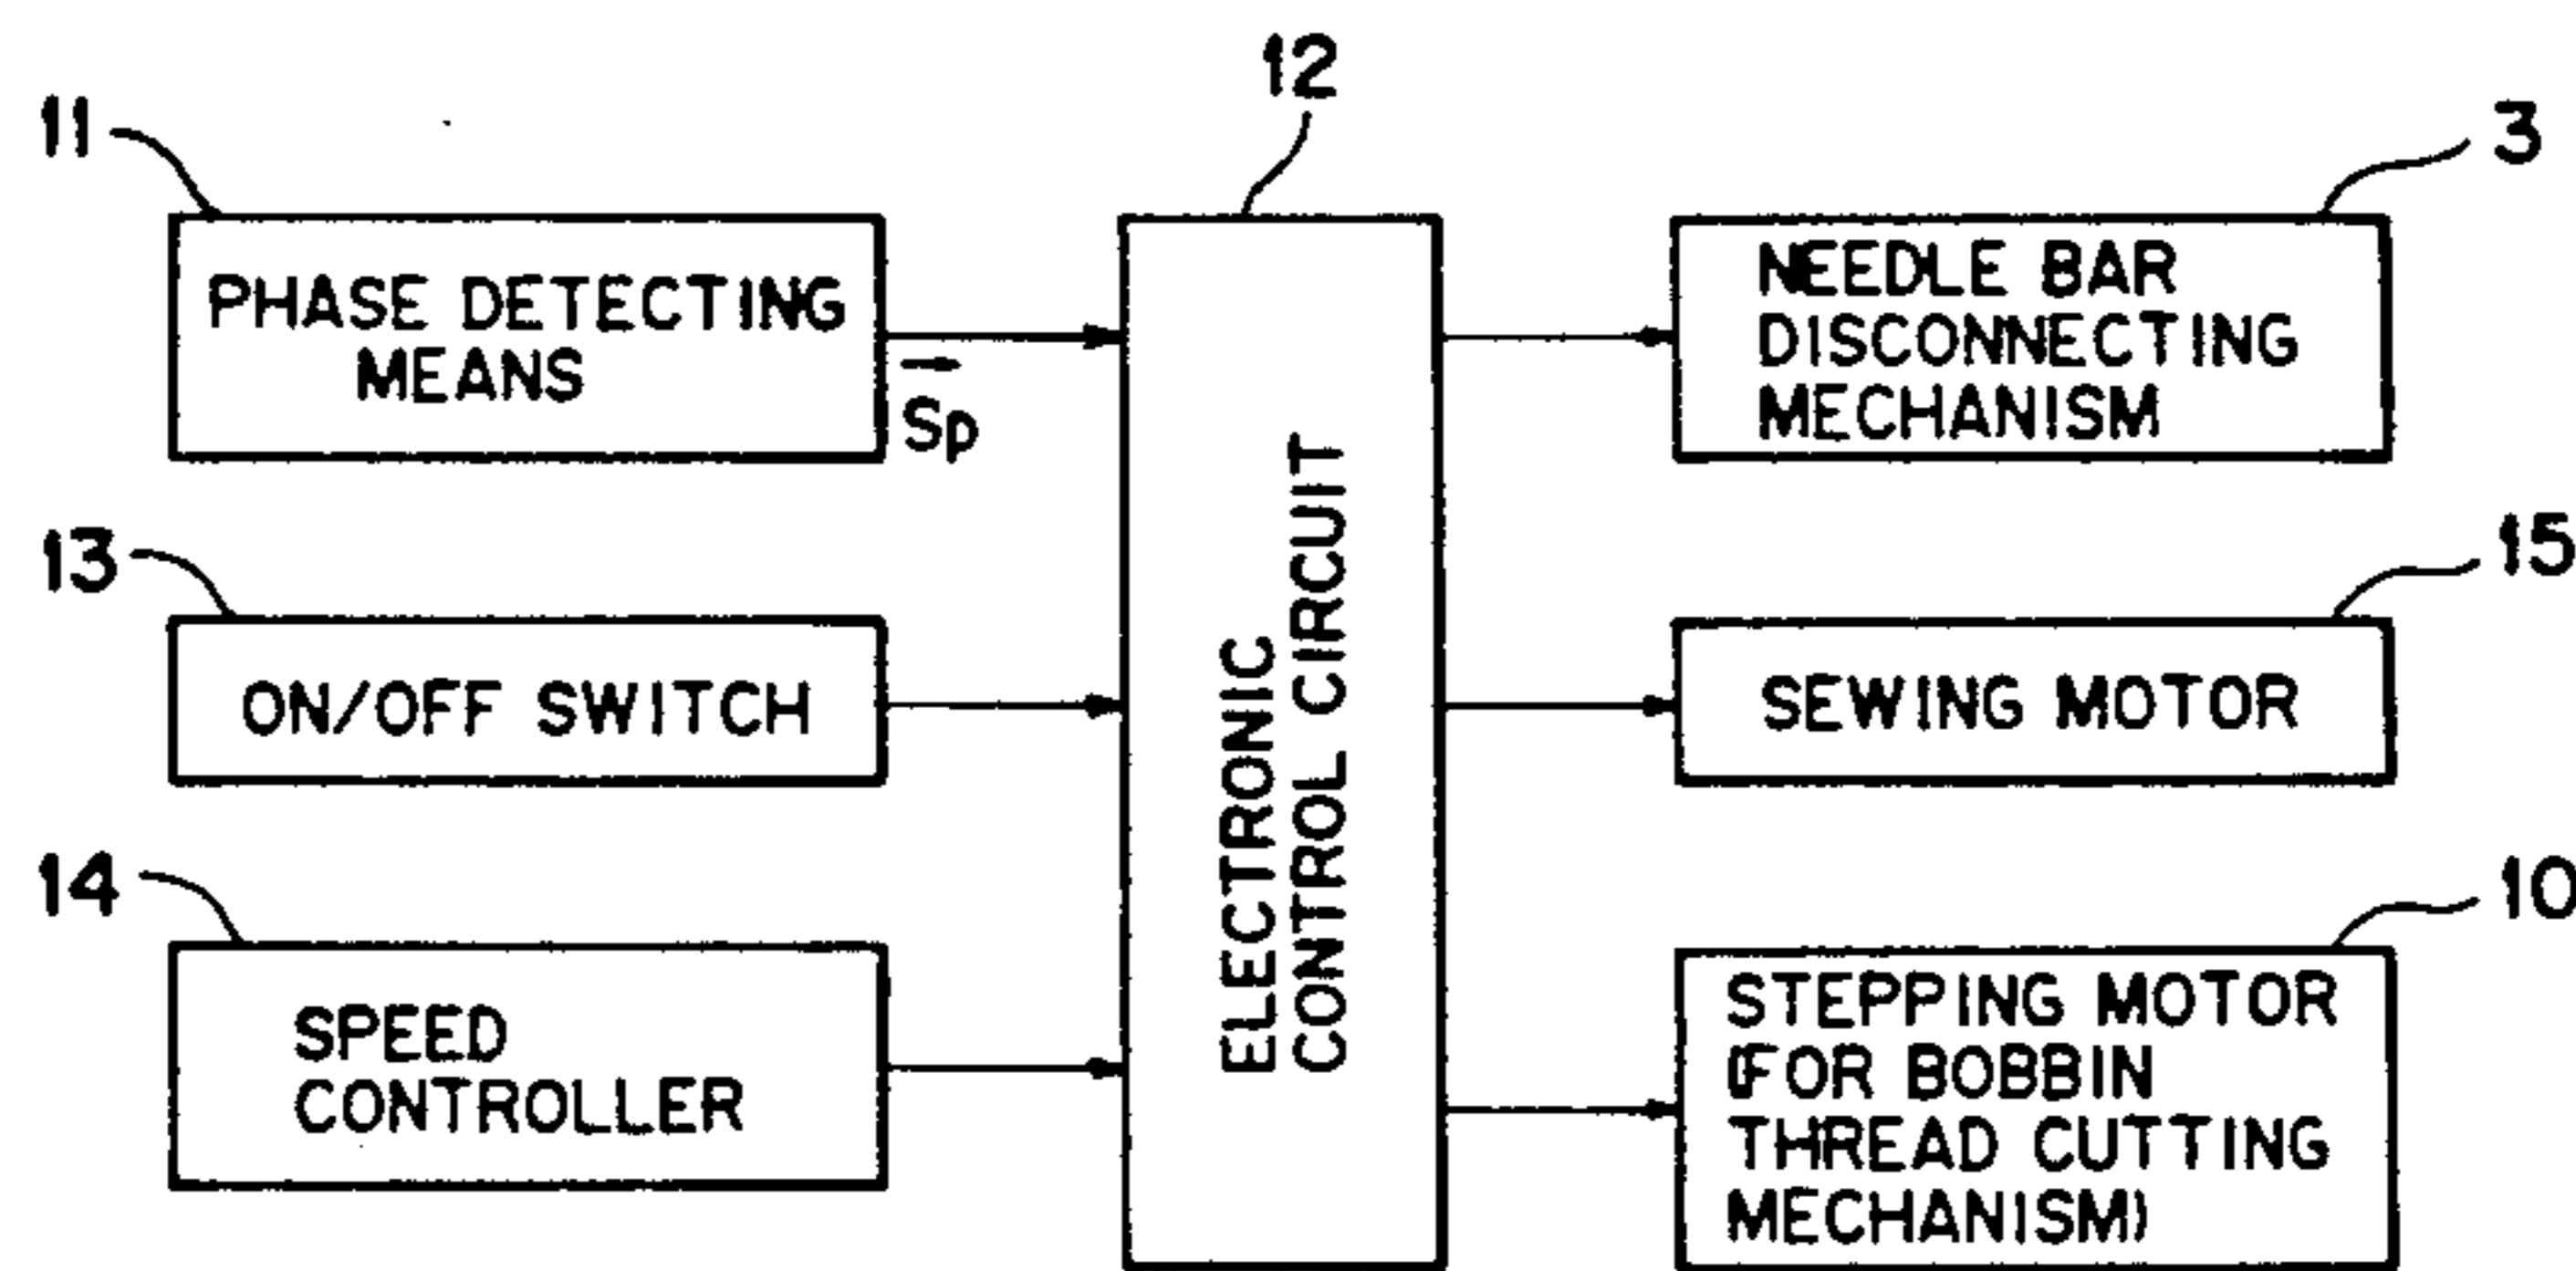 12
11
3
PHASE DETECTING
MEANS
Sp
NEEDLE BAR
DISCONNECTING
MECHANISM
13
15
ON/OFF SWITCH
ELECTRONIC
CONTROL CIRCUIT
SEWING MOTOR
14
10
SPEED
CONTROLLER
STEPPING MOTOR
(FOR BOBBIN
THREAD CUTTING
MECHANISM)